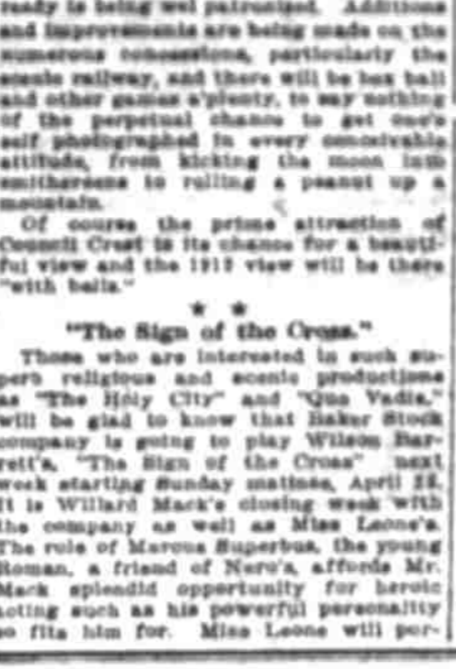 ready is being wel patronized. Additions
and improvements are being made on the
numerous concessions, particularly the
scenic railway, and there will be box ball
and other games a'plenty, to say nothing
of the perpetual chance to get one's
self photographed in every conceivable
attitude, from kicking the moon into
smithereens to rolling a peanut up a
mountain.
Of course the prime attraction of
Council Crest is its chance for a beauti-
ful view and the 1912 view will be there
"with bells."
* *
"The Sign of the Cross."
Those who are interested in such su-
perb religious and scenic productions
as "The Holy City" and "Quo Vadis,"
will be glad to know that Baker Stock
company is going to play Wilson Bar-
rett's, "The Sign of the Cross" next
week starting Sunday matinee, April 28.
It is Willard Mack's closing week with
the company as well as Miss Leone's.
The role of Marcus Superbus, the young
Roman, a friend of Nero's, affords Mr.
Mack splendid opportunity for heroic
acting such as his powerful personality
so fits him for. Miss Leone will por-